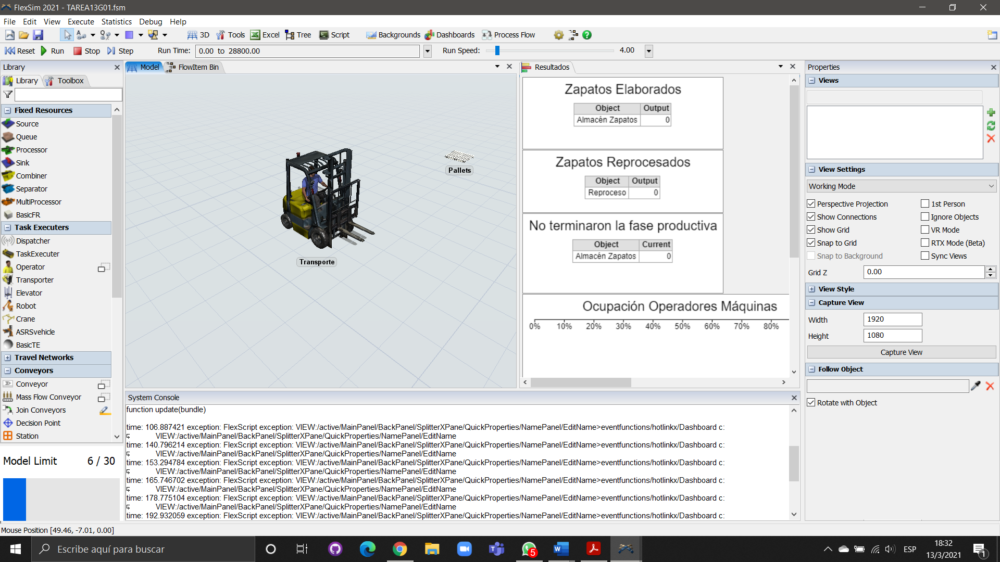 FlexSim 2021 - TAREA13G01.fsm
File Edit View Execute Statistics Debug Help
3D Tools Excel Tree Script Backgrounds Dashboards Process Flow
Reset Run Stop Step Run Time: 0.00 to 28800.00 Run Speed: 4.00
Library
Library Toolbox
Fixed Resources
Source
Queue
Processor
Sink
Combiner
Separator
MultiProcessor
BasicFR
Task Executers
Dispatcher
TaskExecuter
Operator
Transporter
Elevator
Robot
Crane
ASRSvehicle
BasicTE
Travel Networks
Conveyors
Conveyor
Mass Flow Conveyor
Join Conveyors
Decision Point
Station
Model Limit 6 / 30
Mouse Position [49.46, -7.01, 0.00]
Model FlowItem Bin
Pallets
Transporte
Resultados
Zapatos Elaborados
Object Output
Almacén Zapatos 0
Zapatos Reprocesados
Object Output
Reproceso 0
No terminaron la fase productiva
Object Current
Almacén Zapatos 0
Ocupación Operadores Máquinas
0% 10% 20% 30% 40% 50% 60% 70% 80%
System Console
function update(bundle)
time: 106.887421 exception: FlexScript exception: VIEW:/active/MainPanel/BackPanel/SplitterXPane/QuickProperties/NamePanel/EditName>eventfunctions/hotlinkx/Dashboard c:
VIEW:/active/MainPanel/BackPanel/SplitterXPane/QuickProperties/NamePanel/EditName
time: 140.796214 exception: FlexScript exception: VIEW:/active/MainPanel/BackPanel/SplitterXPane/QuickProperties/NamePanel/EditName>eventfunctions/hotlinkx/Dashboard c:
VIEW:/active/MainPanel/BackPanel/SplitterXPane/QuickProperties/NamePanel/EditName
time: 153.294784 exception: FlexScript exception: VIEW:/active/MainPanel/BackPanel/SplitterXPane/QuickProperties/NamePanel/EditName>eventfunctions/hotlinkx/Dashboard c:
VIEW:/active/MainPanel/BackPanel/SplitterXPane/QuickProperties/NamePanel/EditName
time: 165.746702 exception: FlexScript exception: VIEW:/active/MainPanel/BackPanel/SplitterXPane/QuickProperties/NamePanel/EditName>eventfunctions/hotlinkx/Dashboard c:
VIEW:/active/MainPanel/BackPanel/SplitterXPane/QuickProperties/NamePanel/EditName
time: 178.775104 exception: FlexScript exception: VIEW:/active/MainPanel/BackPanel/SplitterXPane/QuickProperties/NamePanel/EditName>eventfunctions/hotlinkx/Dashboard c:
VIEW:/active/MainPanel/BackPanel/SplitterXPane/QuickProperties/NamePanel/EditName
time: 192.932059 exception: FlexScript exception: VIEW:/active/MainPanel/BackPanel/SplitterXPane/QuickProperties/NamePanel/EditName>eventfunctions/hotlinkx/Dashboard c:
Properties
Views
View Settings
Working Mode
Perspective Projection 1st Person
Show Connections Ignore Objects
Show Grid VR Mode
Snap to Grid RTX Mode (Beta)
Snap to Background Sync Views
Grid Z 0.00
View Style
Capture View
Width 1920
Height 1080
Capture View
Follow Object
Rotate with Object
Escribe aquí para buscar
5
ESP
18:32
13/3/2021
1